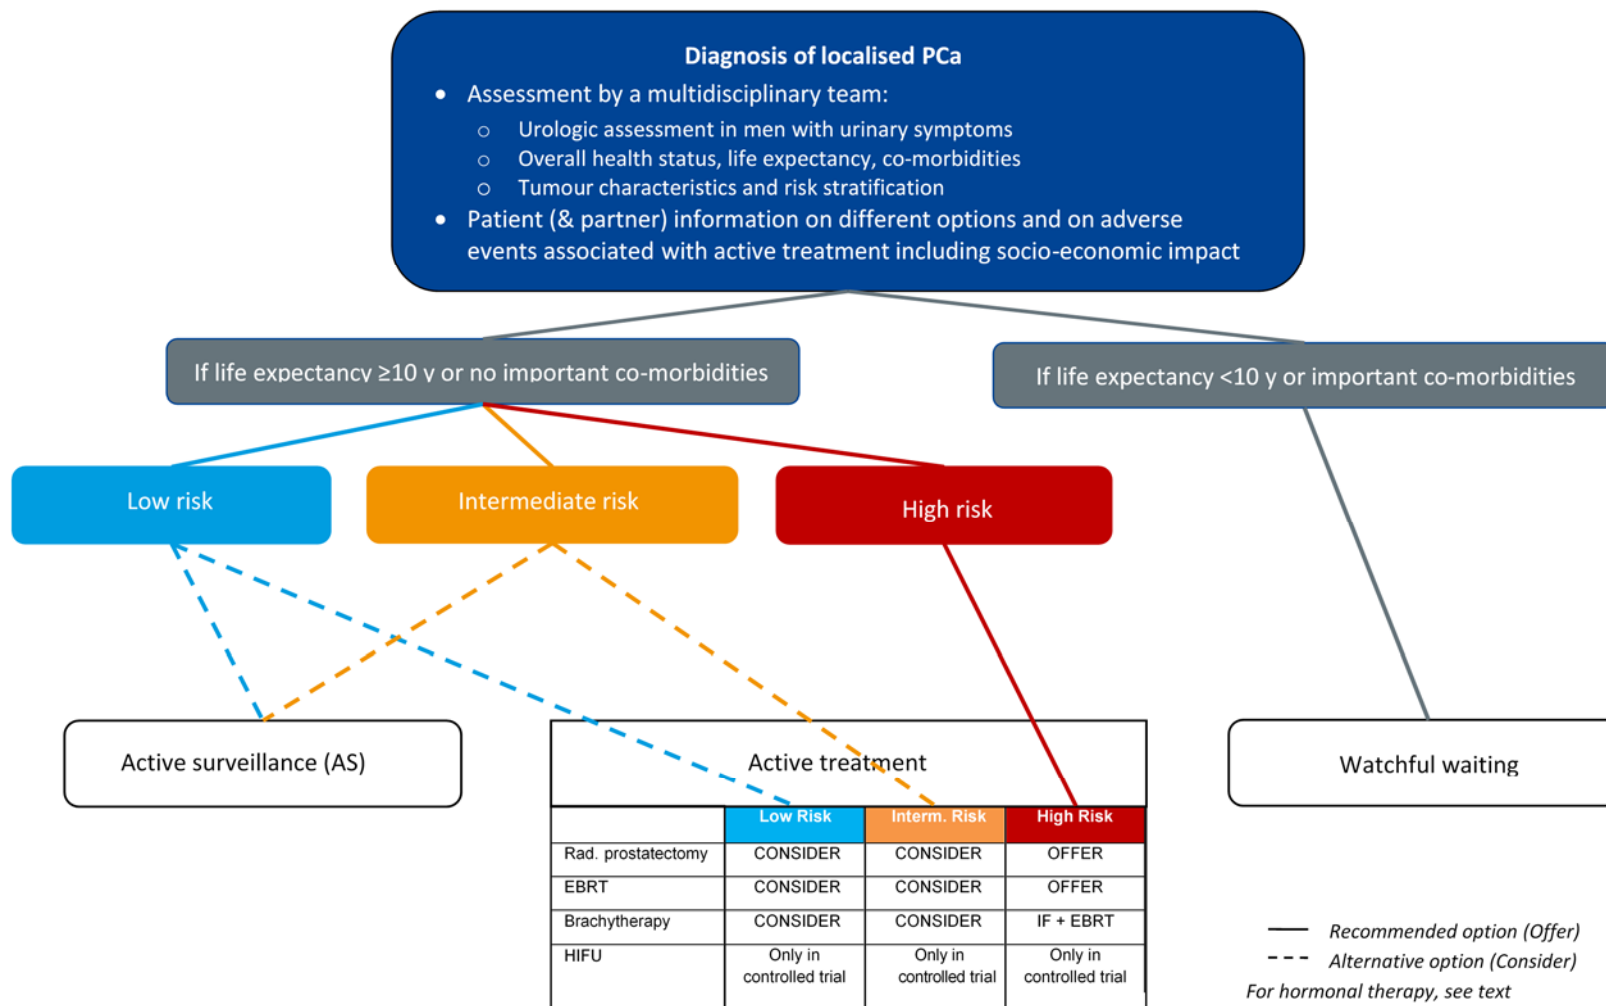 Diagnosis of localised PCa
• Assessment by a multidisciplinary team:
o Urologic assessment in men with urinary symptoms
o Overall health status, life expectancy, co-morbidities
o Tumour characteristics and risk stratification
• Patient (& partner) information on different options and on adverse
events associated with active treatment including socio-economic impact
If life expectancy ≥10 y or no important co-morbidities
If life expectancy <10 y or important co-morbidities
Low risk
Intermediate risk
High risk
Active surveillance (AS)
Active treatment
Watchful waiting
Low Risk Interm. Risk High Risk
Rad. prostatectomy CONSIDER CONSIDER OFFER
EBRT CONSIDER CONSIDER OFFER
Brachytherapy CONSIDER CONSIDER IF + EBRT
HIFU Only in Only in Only in
controlled trial controlled trial controlled trial
Recommended option (Offer)
Alternative option (Consider)
For hormonal therapy, see text